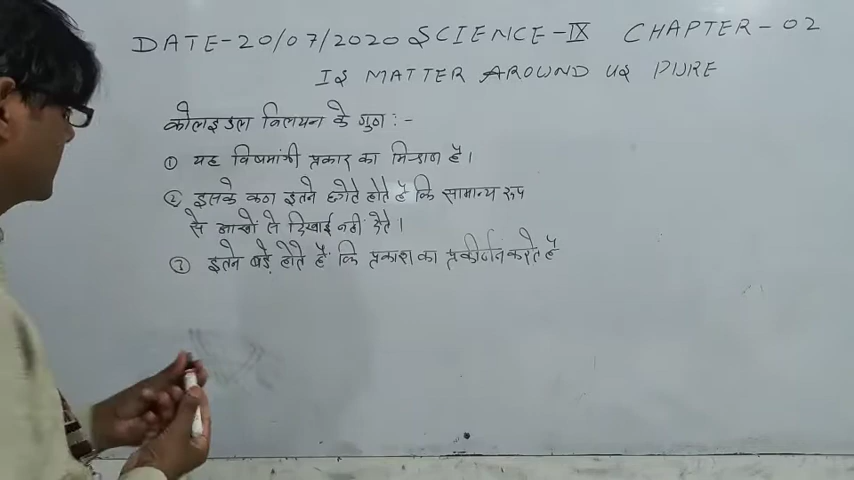 DATE-20/07/2020 SCIENCE-IX CHAPTER-02
IS MATTER AROUND US PURE
कोलाइडल विलयन के गुण :-
① यह विषमांगी प्रकार का मिश्रण है।
② इसके कण इतने छोटे होते है कि सामान्य रूप
से आखों से दिखाई नहीं देते।
③ इतने बड़े होते हैं कि प्रकाश का प्रकीर्णन करते है